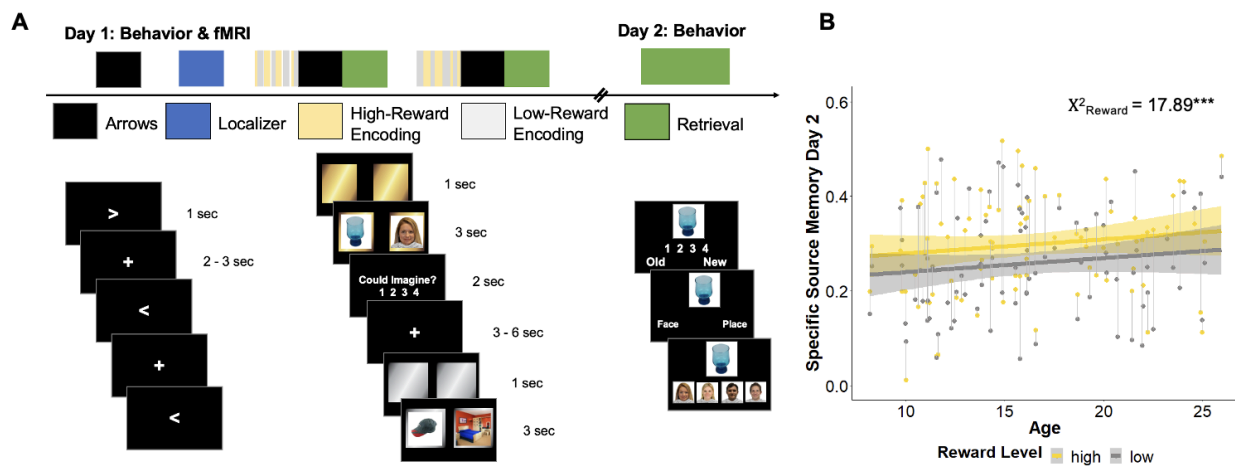 A
Day 1: Behavior & fMRI
Day 2: Behavior
Arrows
Localizer
High-Reward
Encoding
Low-Reward
Encoding
Retrieval
>
1 sec
+
2 - 3 sec
<
+
<
1 sec
3 sec
Could Imagine?
1 2 3 4
2 sec
+
3 - 6 sec
1 sec
3 sec
1 2 3 4
Old New
Face Place
B
Χ²Reward = 17.89***
Specific Source Memory Day 2
0.6
0.4
0.2
0.0
10 15 20 25
Age
Reward Level high low